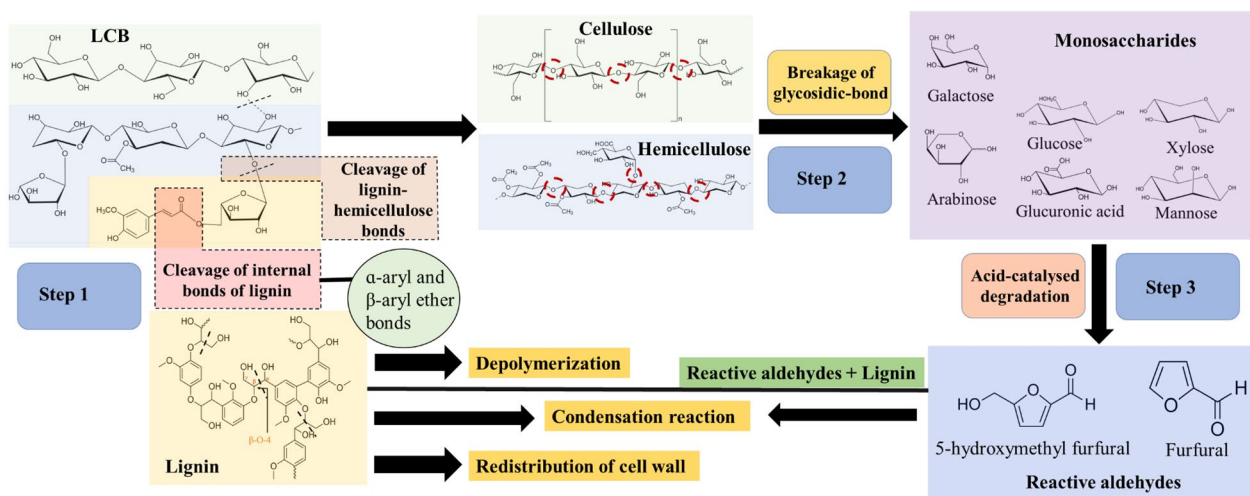 LCB
Cellulose
n
Hemicellulose
Breakage of
glycosidic-bond
Step 2
Monosaccharides
Galactose
Glucose
Xylose
Arabinose
Glucuronic acid
Mannose
Cleavage of
lignin-
hemicellulose
bonds
Step 1
Cleavage of internal
bonds of lignin
α-aryl and
β-aryl ether
bonds
Acid-catalysed
degradation
Step 3
Lignin
β-O-4
Depolymerization
Reactive aldehydes + Lignin
Condensation reaction
Redistribution of cell wall
5-hydroxymethyl furfural
Furfural
Reactive aldehydes